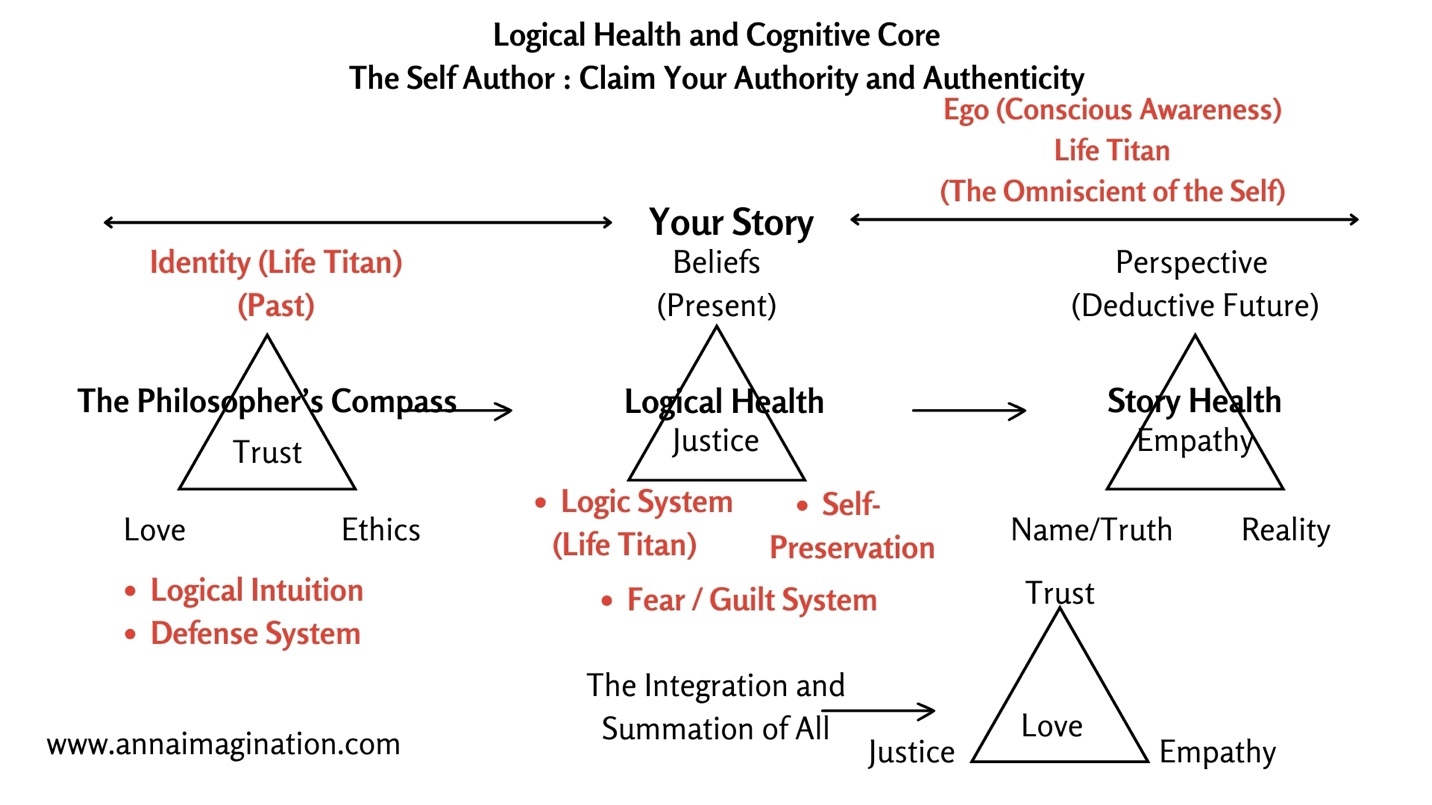 Logical Health and Cognitive Core
The Self Author : Claim Your Authority and Authenticity
Ego (Conscious Awareness)
Life Titan
(The Omniscient of the Self)
Your Story
Identity (Life Titan)
(Past)
Beliefs
(Present)
Perspective
(Deductive Future)
The Philosopher's Compass
Trust
Love
Ethics
• Logical Intuition
• Defense System
Logical Health
Justice
• Logic System
(Life Titan)
• Self-
Preservation
• Fear / Guilt System
Story Health
Empathy
Name/Truth
Reality
The Integration and
Summation of All
Trust
Love
Justice
Empathy
www.annaimagination.com